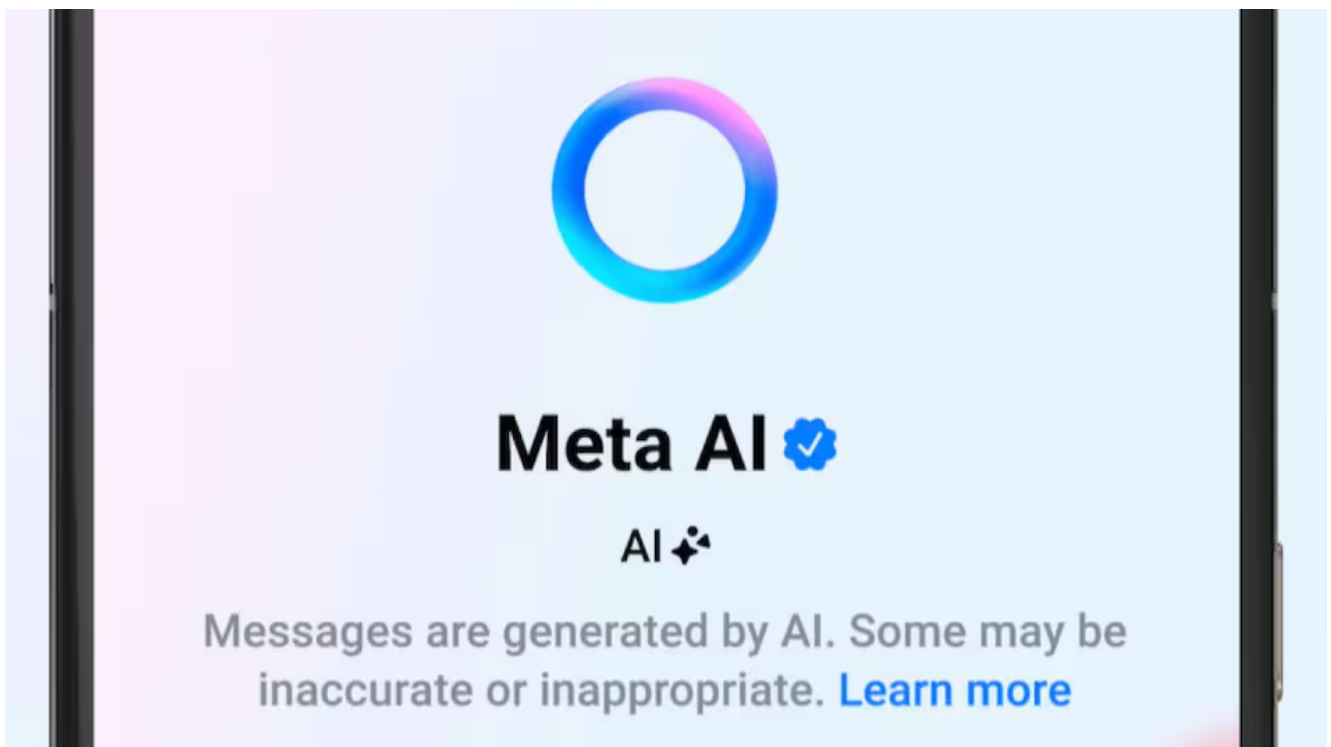 Meta AI
AI
Messages are generated by AI. Some may be
inaccurate or inappropriate. Learn more